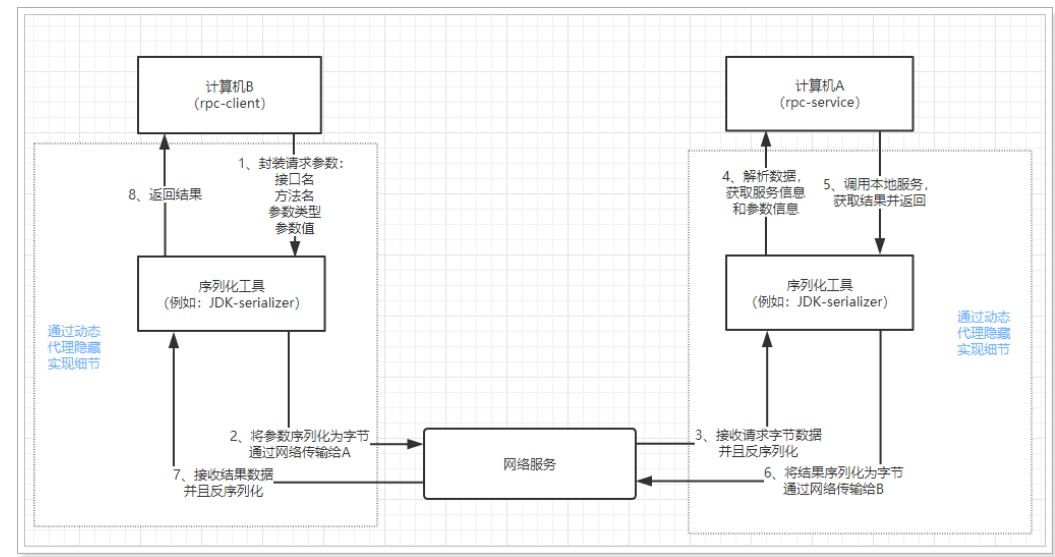 计算机B
（rpc-client）
计算机A
（rpc-service）
1、封装请求参数：
接口名
方法名
参数类型
参数值
8、返回结果
4、解析数据，
获取服务信息
和参数信息
5、调用本地服务，
获取结果并返回
序列化工具
（例如：JDK-serializer）
序列化工具
（例如：JDK-serializer）
通过动态
代理隐藏
实现细节
通过动态
代理隐藏
实现细节
2、将参数序列化为字节
通过网络传输给A
网络服务
3、接收请求字节数据
并且反序列化
7、接收结果数据
并且反序列化
6、将结果序列化为字节
通过网络传输给B